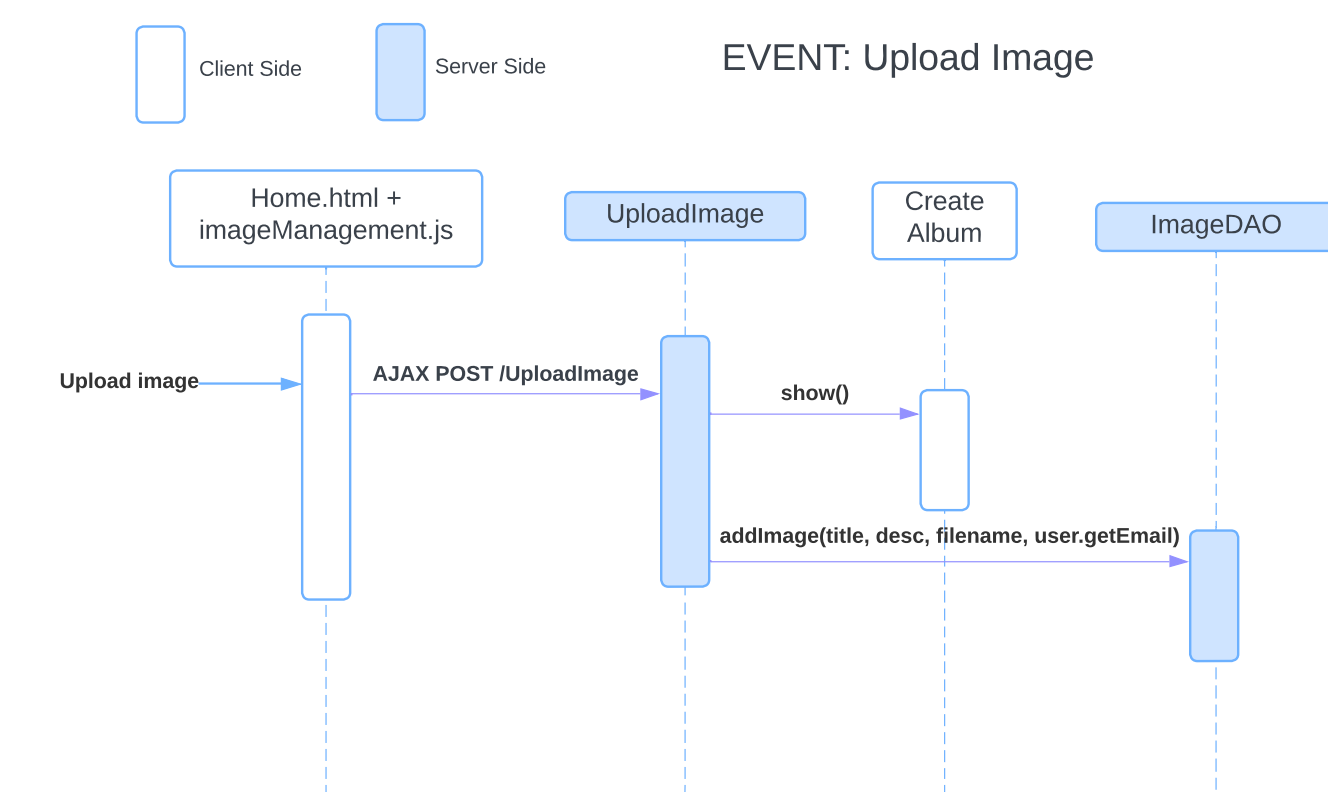 Client Side
Server Side
EVENT: Upload Image
Home.html +
imageManagement.js
UploadImage
Create
Album
ImageDAO
Upload image
AJAX POST /UploadImage
show()
addImage(title, desc, filename, user.getEmail)